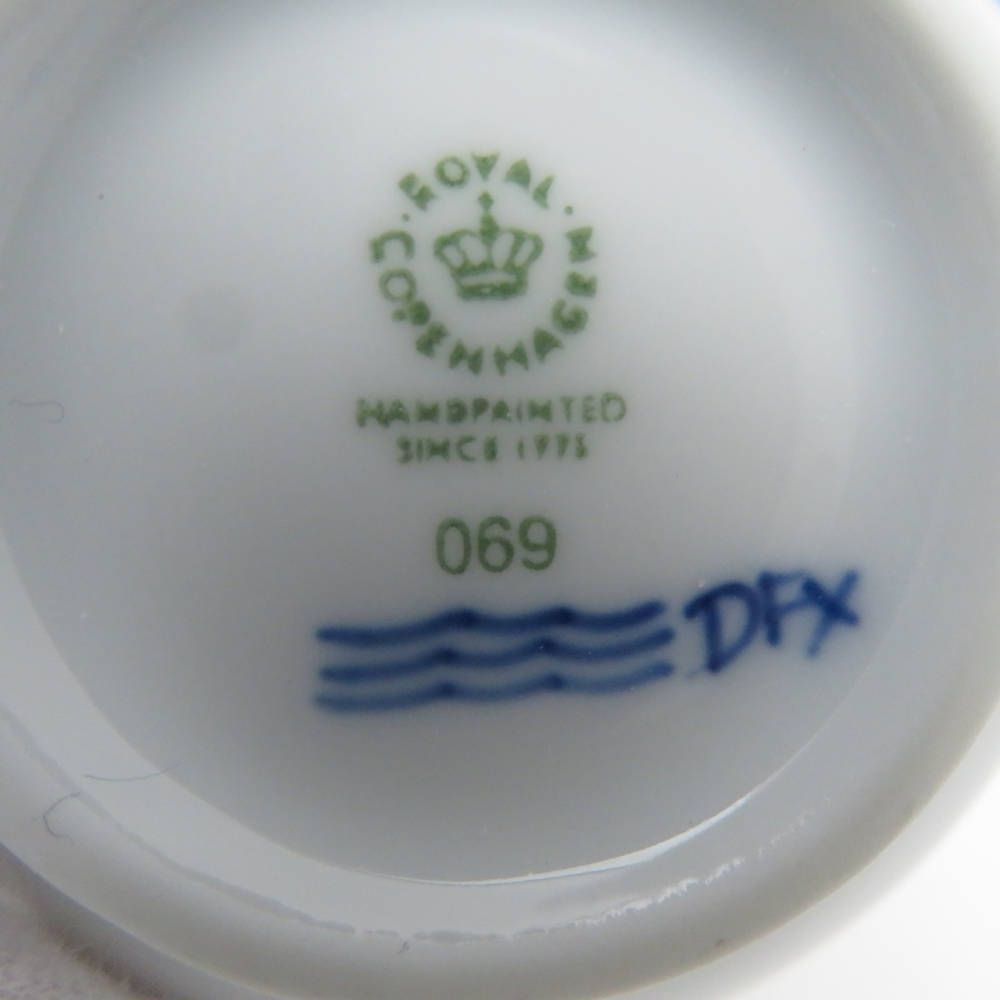 ROYAL
COPENHAGEN
HANDPAINTED
SINCE 1775
069
DFX